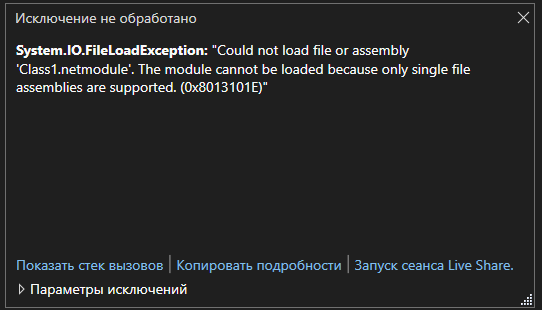 Исключение не обработано
System.IO.FileLoadException: "Could not load file or assembly
'Class1.netmodule'. The module cannot be loaded because only single file
assemblies are supported. (0x8013101E)"
Показать стек вызовов | Копировать подробности | Запуск сеанса Live Share.
Параметры исключений